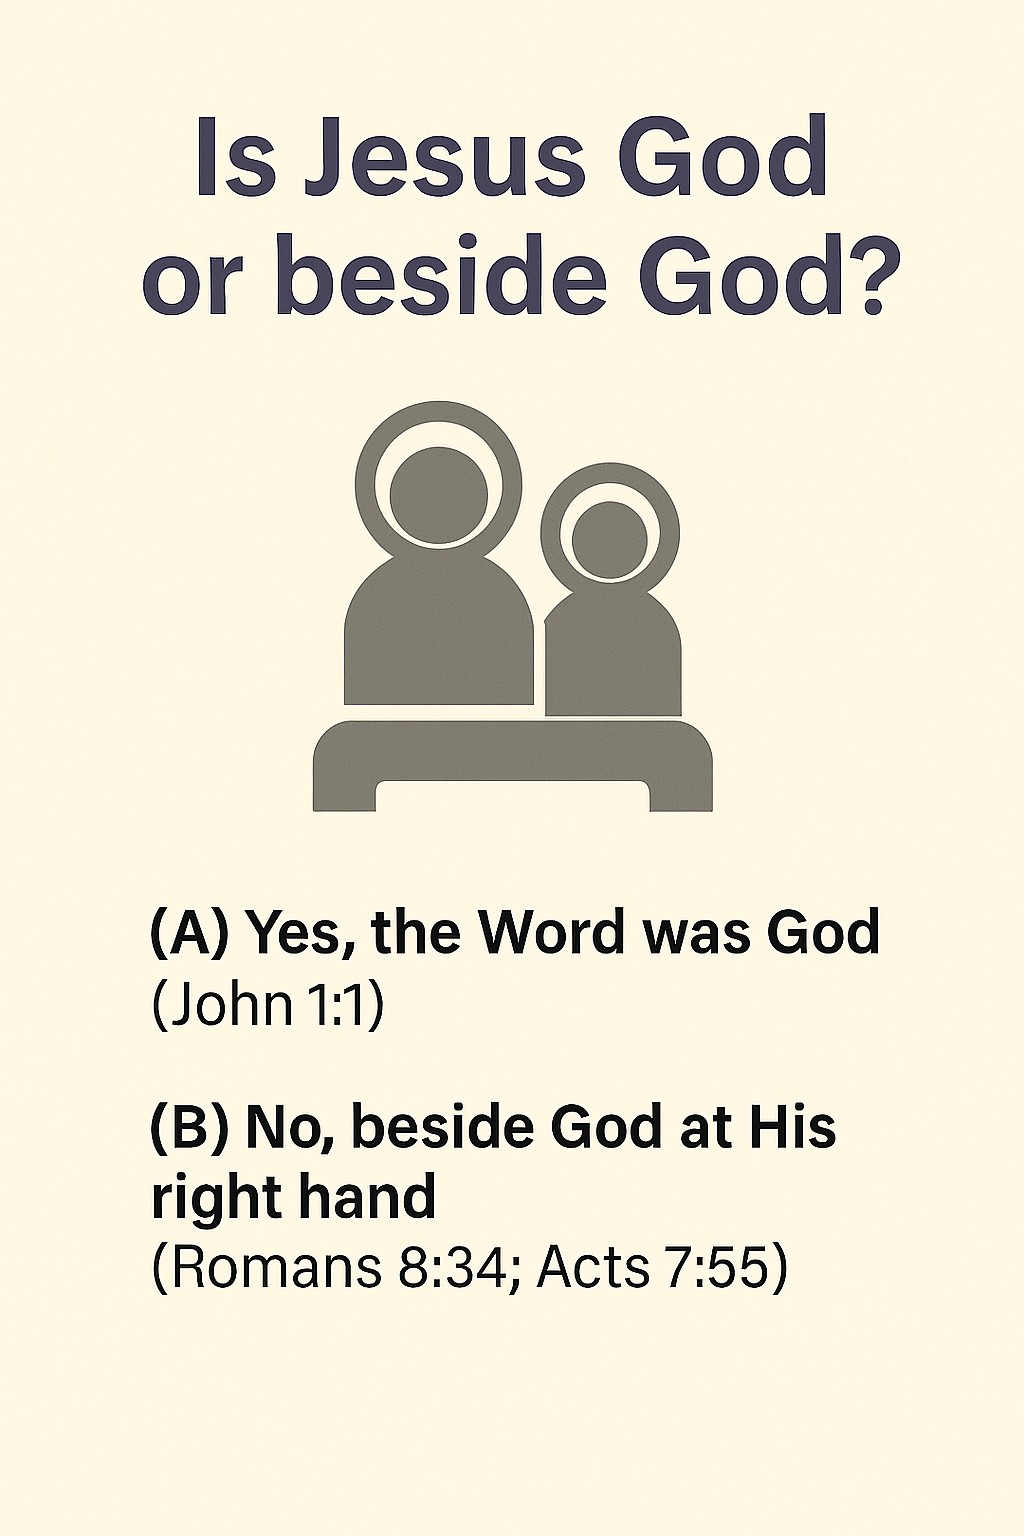 Is Jesus God
or beside God?
(A) Yes, the Word was God
(John 1:1)
(B) No, beside God at His
right hand
(Romans 8:34; Acts 7:55)